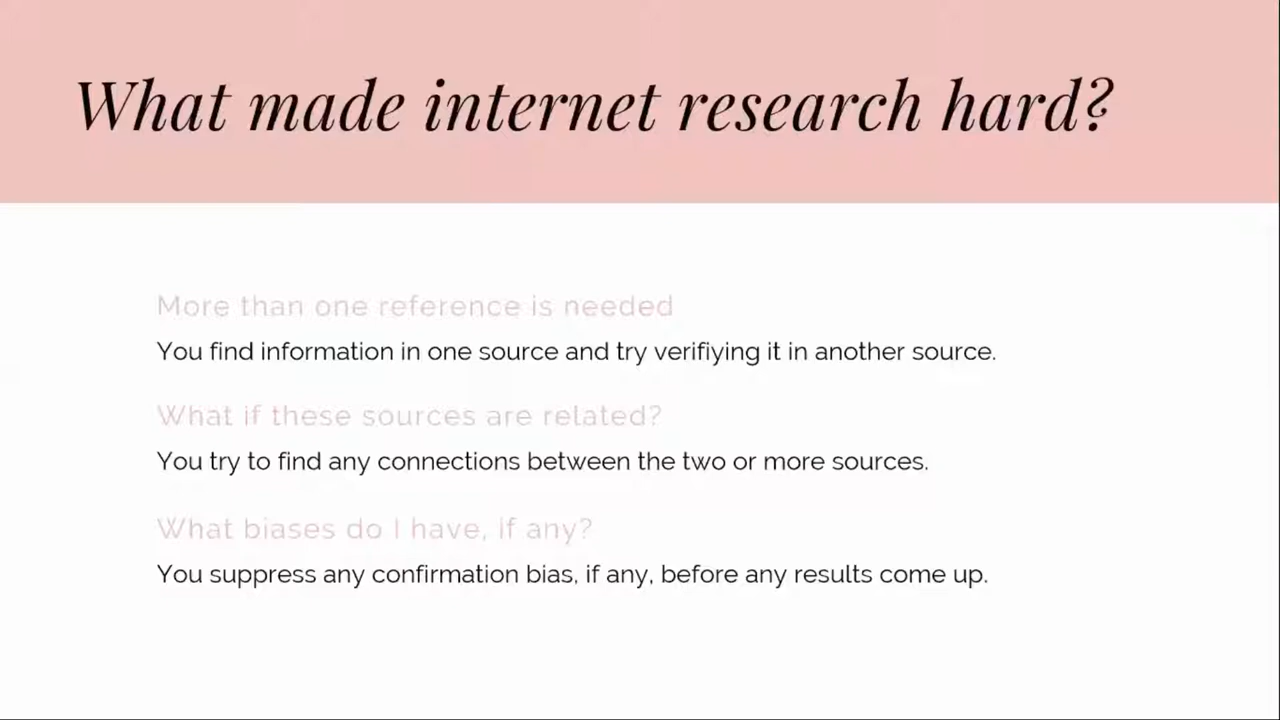 What made internet research hard?
More than one reference is needed
You find information in one source and try verifiying it in another source.
What if these sources are related?
You try to find any connections between the two or more sources.
What biases do I have, if any?
You suppress any confirmation bias, if any, before any results come up.